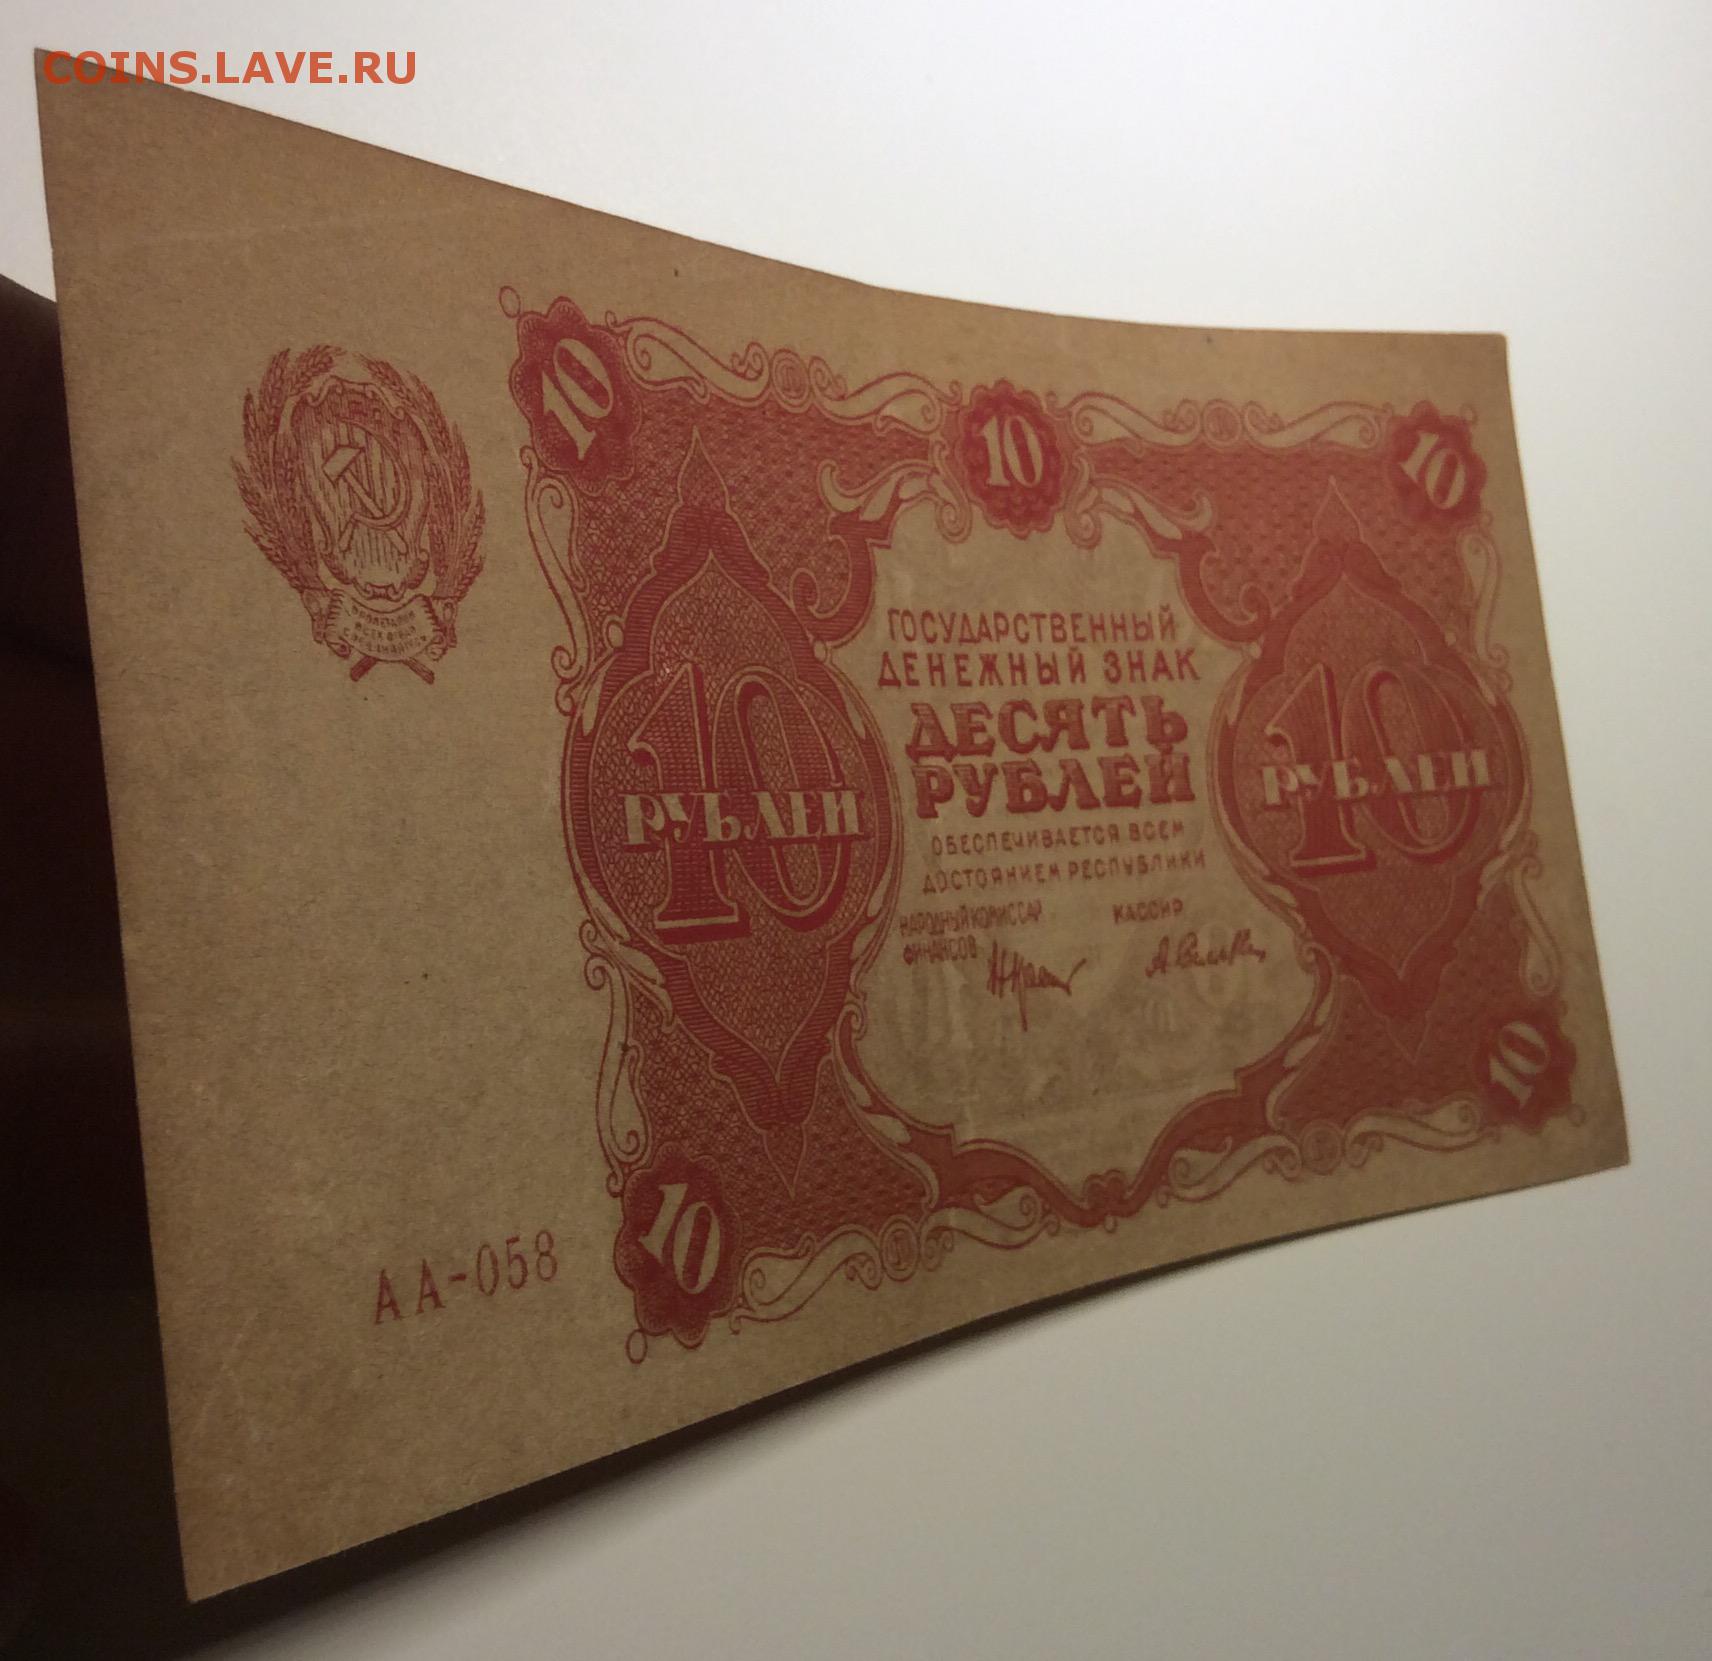 COINS.LAVE.RU
10
10
10
ГОСУДАРСТВЕННЫЙ
ДЕНЕЖНЫЙ ЗНАК
ДЕСЯТЬ
РУБЛЕЙ
10
РУБЛЕЙ
10
РУБЛЕЙ
ОБЕСПЕЧИВАЕТСЯ ВСЕМ
ДОСТОЯНИЕМ РЕСПУБЛИКИ
НАРОДНЫЙ КОМИССАР
ФИНАНСОВ
КАССИР
10
10
АА-058